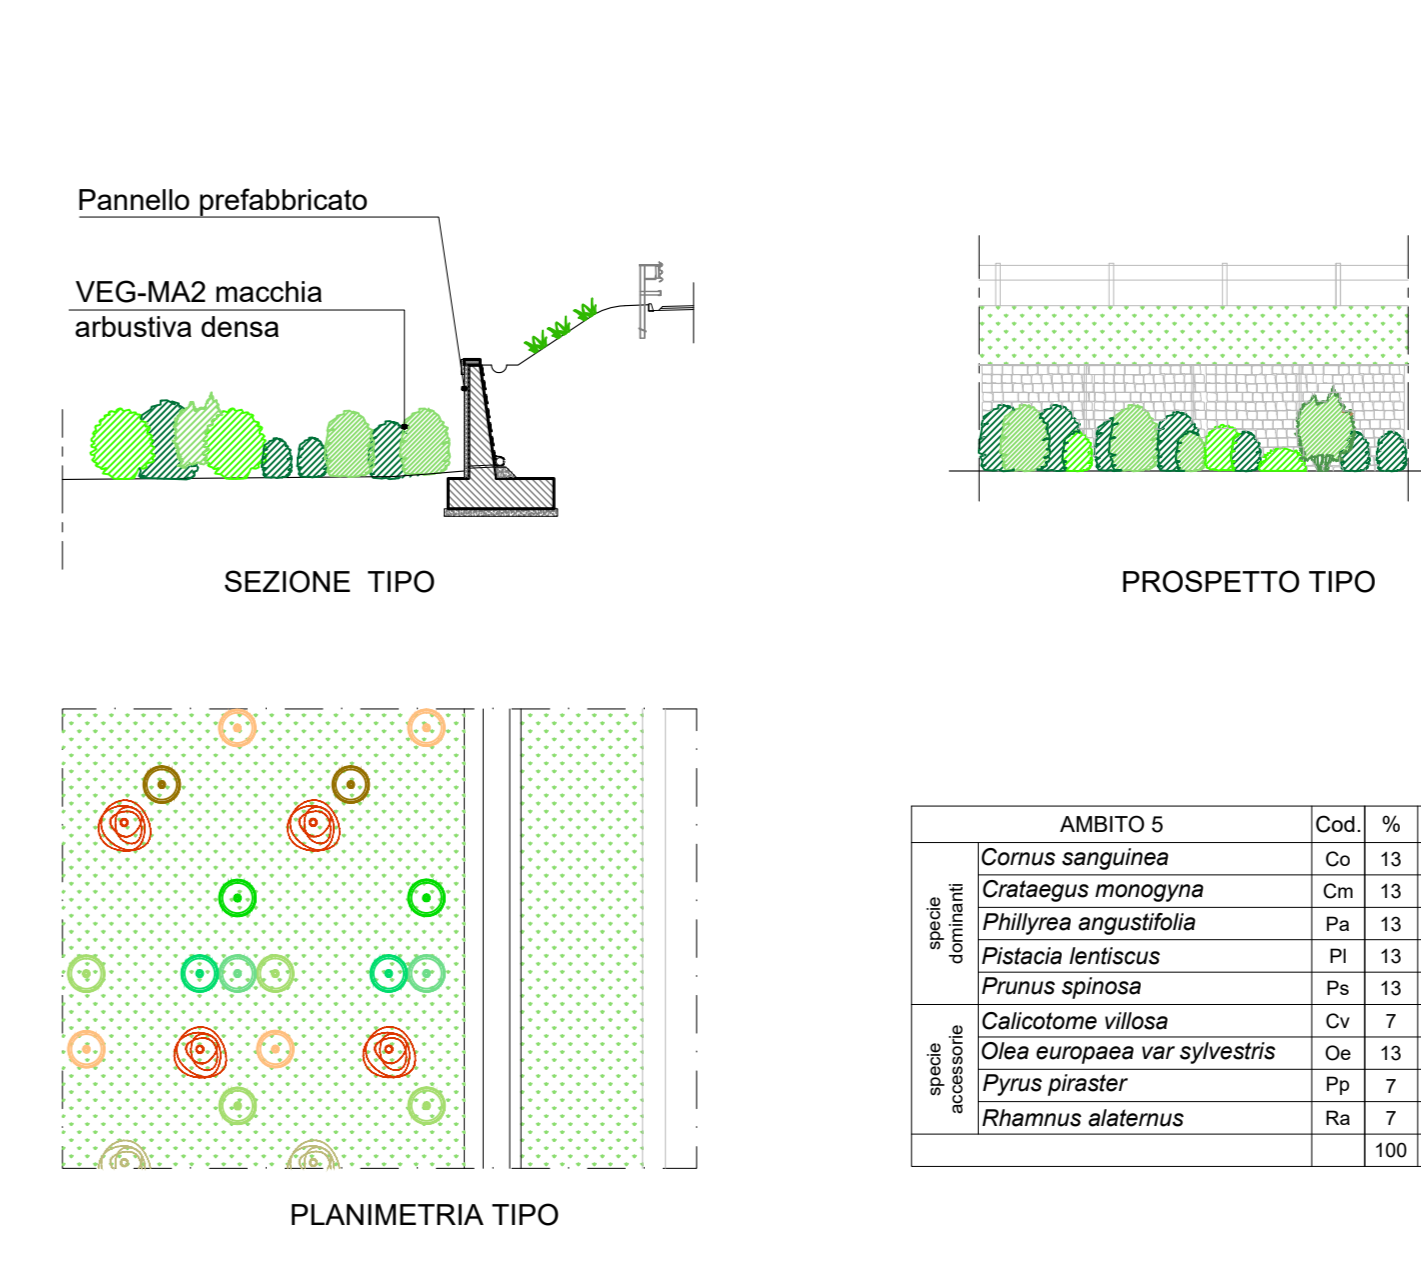 Pannello prefabbricato
VEG-MA2 macchia
arbustiva densa
SEZIONE TIPO
PROSPETTO TIPO
PLANIMETRIA TIPO
AMBITO 5 Cod. %
specie dominanti
Cornus sanguinea Co 13
Crataegus monogyna Cm 13
Phillyrea angustifolia Pa 13
Pistacia lentiscus Pl 13
Prunus spinosa Ps 13
specie accessorie
Calicotome villosa Cv 7
Olea europaea var sylvestris Oe 13
Pyrus piraster Pp 7
Rhamnus alaternus Ra 7
100